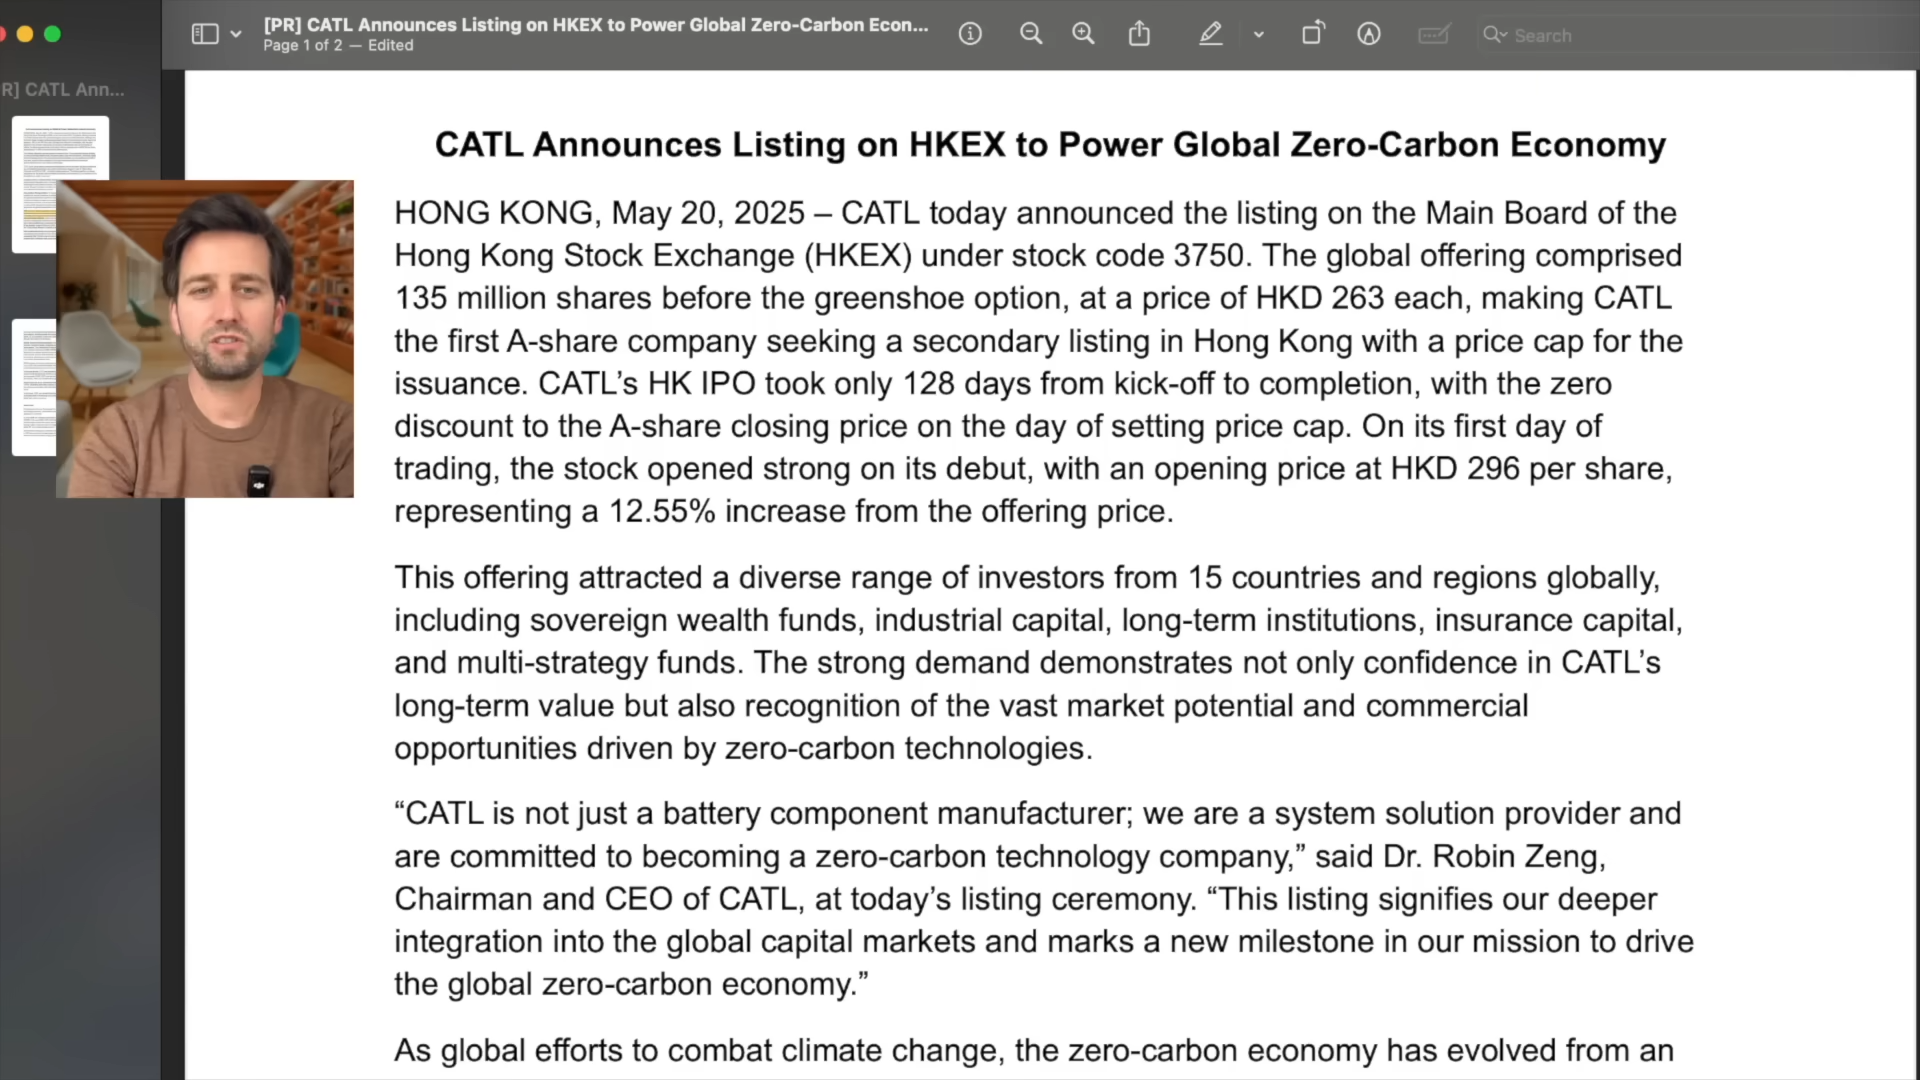 [PR] CATL Announces Listing on HKEX to Power Global Zero-Carbon Econ...
Page 1 of 2 — Edited
Search
R] CATL Ann...
CATL Announces Listing on HKEX to Power Global Zero-Carbon Economy
HONG KONG, May 20, 2025 – CATL today announced the listing on the Main Board of the
Hong Kong Stock Exchange (HKEX) under stock code 3750. The global offering comprised
135 million shares before the greenshoe option, at a price of HKD 263 each, making CATL
the first A-share company seeking a secondary listing in Hong Kong with a price cap for the
issuance. CATL’s HK IPO took only 128 days from kick-off to completion, with the zero
discount to the A-share closing price on the day of setting price cap. On its first day of
trading, the stock opened strong on its debut, with an opening price at HKD 296 per share,
representing a 12.55% increase from the offering price.
This offering attracted a diverse range of investors from 15 countries and regions globally,
including sovereign wealth funds, industrial capital, long-term institutions, insurance capital,
and multi-strategy funds. The strong demand demonstrates not only confidence in CATL’s
long-term value but also recognition of the vast market potential and commercial
opportunities driven by zero-carbon technologies.
“CATL is not just a battery component manufacturer; we are a system solution provider and
are committed to becoming a zero-carbon technology company,” said Dr. Robin Zeng,
Chairman and CEO of CATL, at today’s listing ceremony. “This listing signifies our deeper
integration into the global capital markets and marks a new milestone in our mission to drive
the global zero-carbon economy.”
As global efforts to combat climate change, the zero-carbon economy has evolved from an